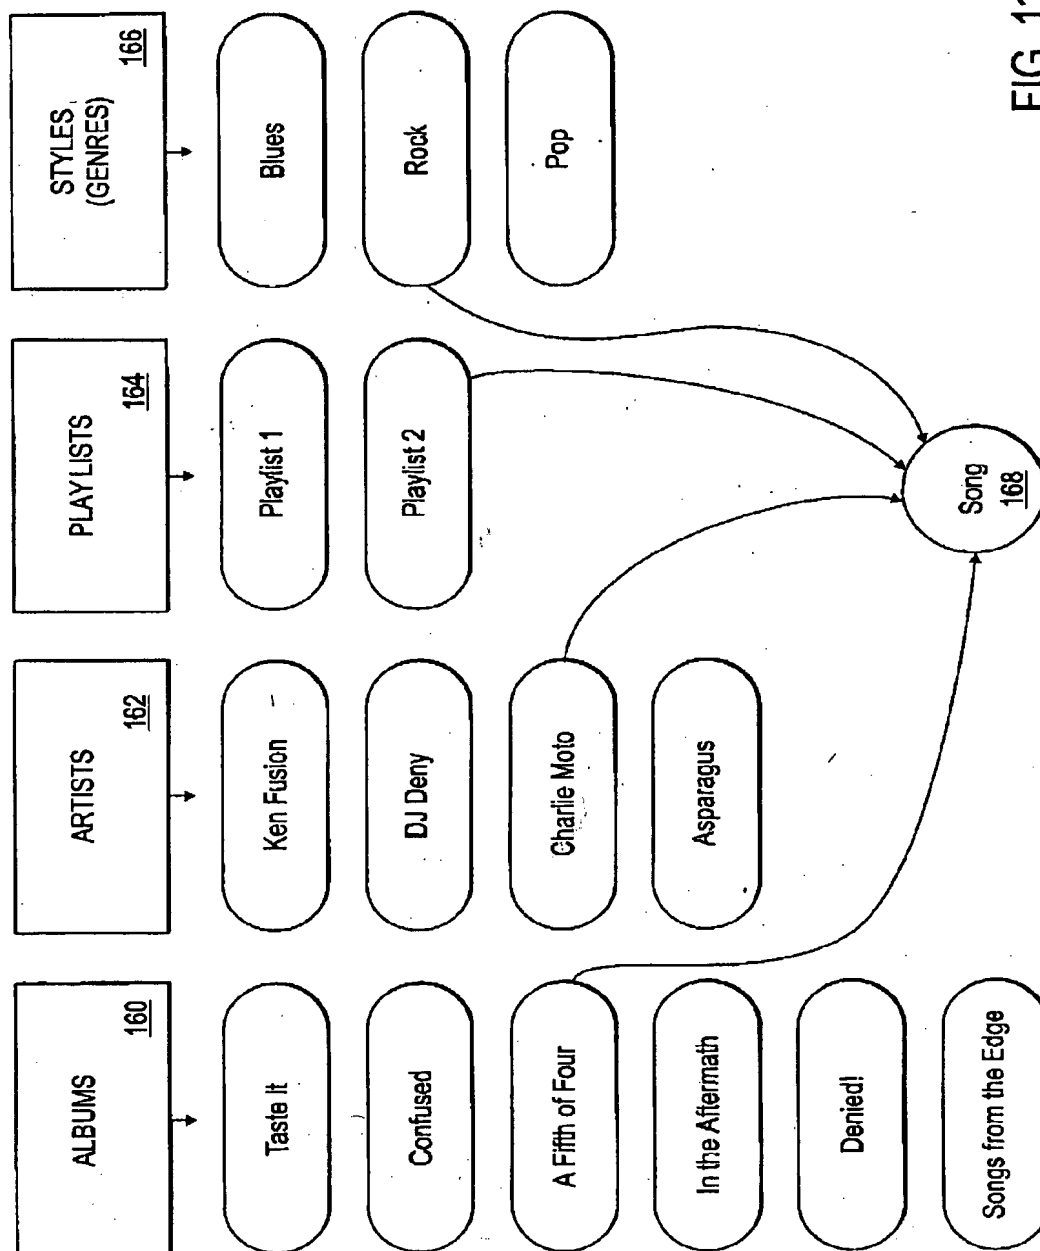 ALBUMS
160
Taste It
Confused
A Fifth of Four
In the Aftermath
Denied!
Songs from the Edge
ARTISTS
162
Ken Fusion
DJ Deny
Charlie Moto
Asparagus
PLAYLISTS
164
Playlist 1
Playlist 2
STYLES
(GENRES)
166
Blues
Rock
Pop
Song
168
FIG. 11